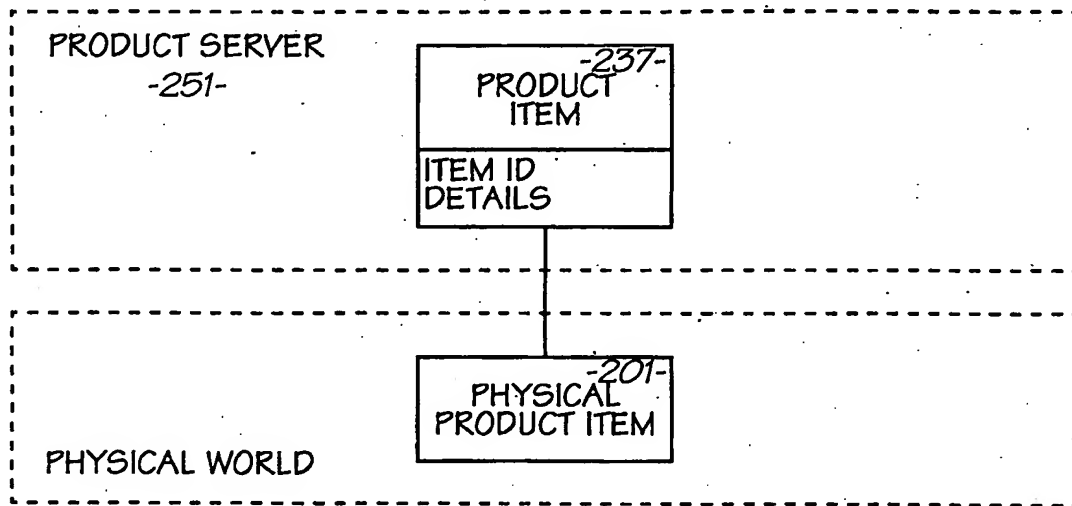 PRODUCT SERVER
-251-
-237-
PRODUCT
ITEM
ITEM ID
DETAILS
-201-
PHYSICAL
PRODUCT ITEM
PHYSICAL WORLD